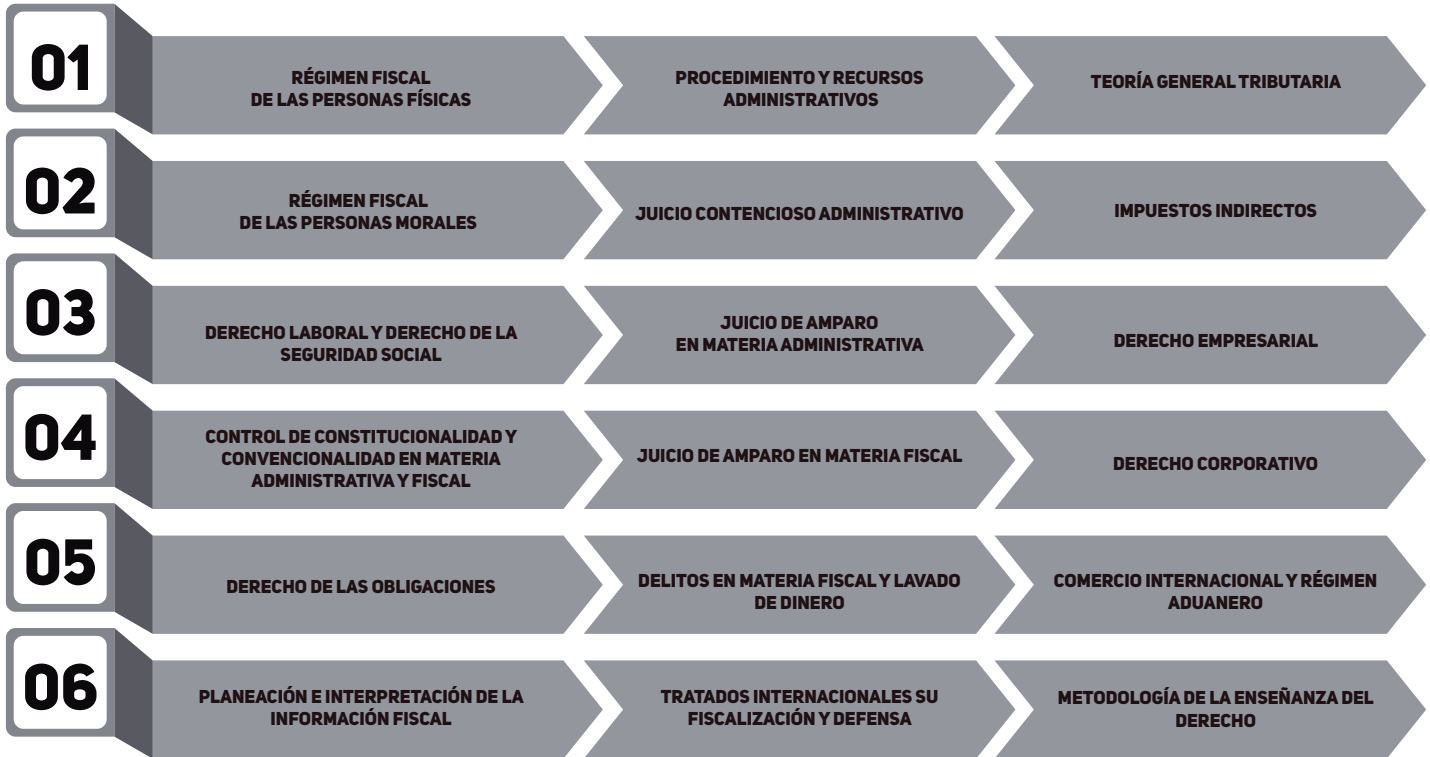 01
RÉGIMEN FISCAL
DE LAS PERSONAS FÍSICAS
PROCEDIMIENTO Y RECURSOS
ADMINISTRATIVOS
TEORÍA GENERAL TRIBUTARIA
02
RÉGIMEN FISCAL
DE LAS PERSONAS MORALES
JUICIO CONTENCIOSO ADMINISTRATIVO
IMPUESTOS INDIRECTOS
03
DERECHO LABORAL Y DERECHO DE LA
SEGURIDAD SOCIAL
JUICIO DE AMPARO
EN MATERIA ADMINISTRATIVA
DERECHO EMPRESARIAL
04
CONTROL DE CONSTITUCIONALIDAD Y
CONVENCIONALIDAD EN MATERIA
ADMINISTRATIVA Y FISCAL
JUICIO DE AMPARO EN MATERIA FISCAL
DERECHO CORPORATIVO
05
DERECHO DE LAS OBLIGACIONES
DELITOS EN MATERIA FISCAL Y LAVADO
DE DINERO
COMERCIO INTERNACIONAL Y RÉGIMEN
ADUANERO
06
PLANEACIÓN E INTERPRETACIÓN DE LA
INFORMACIÓN FISCAL
TRATADOS INTERNACIONALES SU
FISCALIZACIÓN Y DEFENSA
METODOLOGÍA DE LA ENSEÑANZA DEL
DERECHO